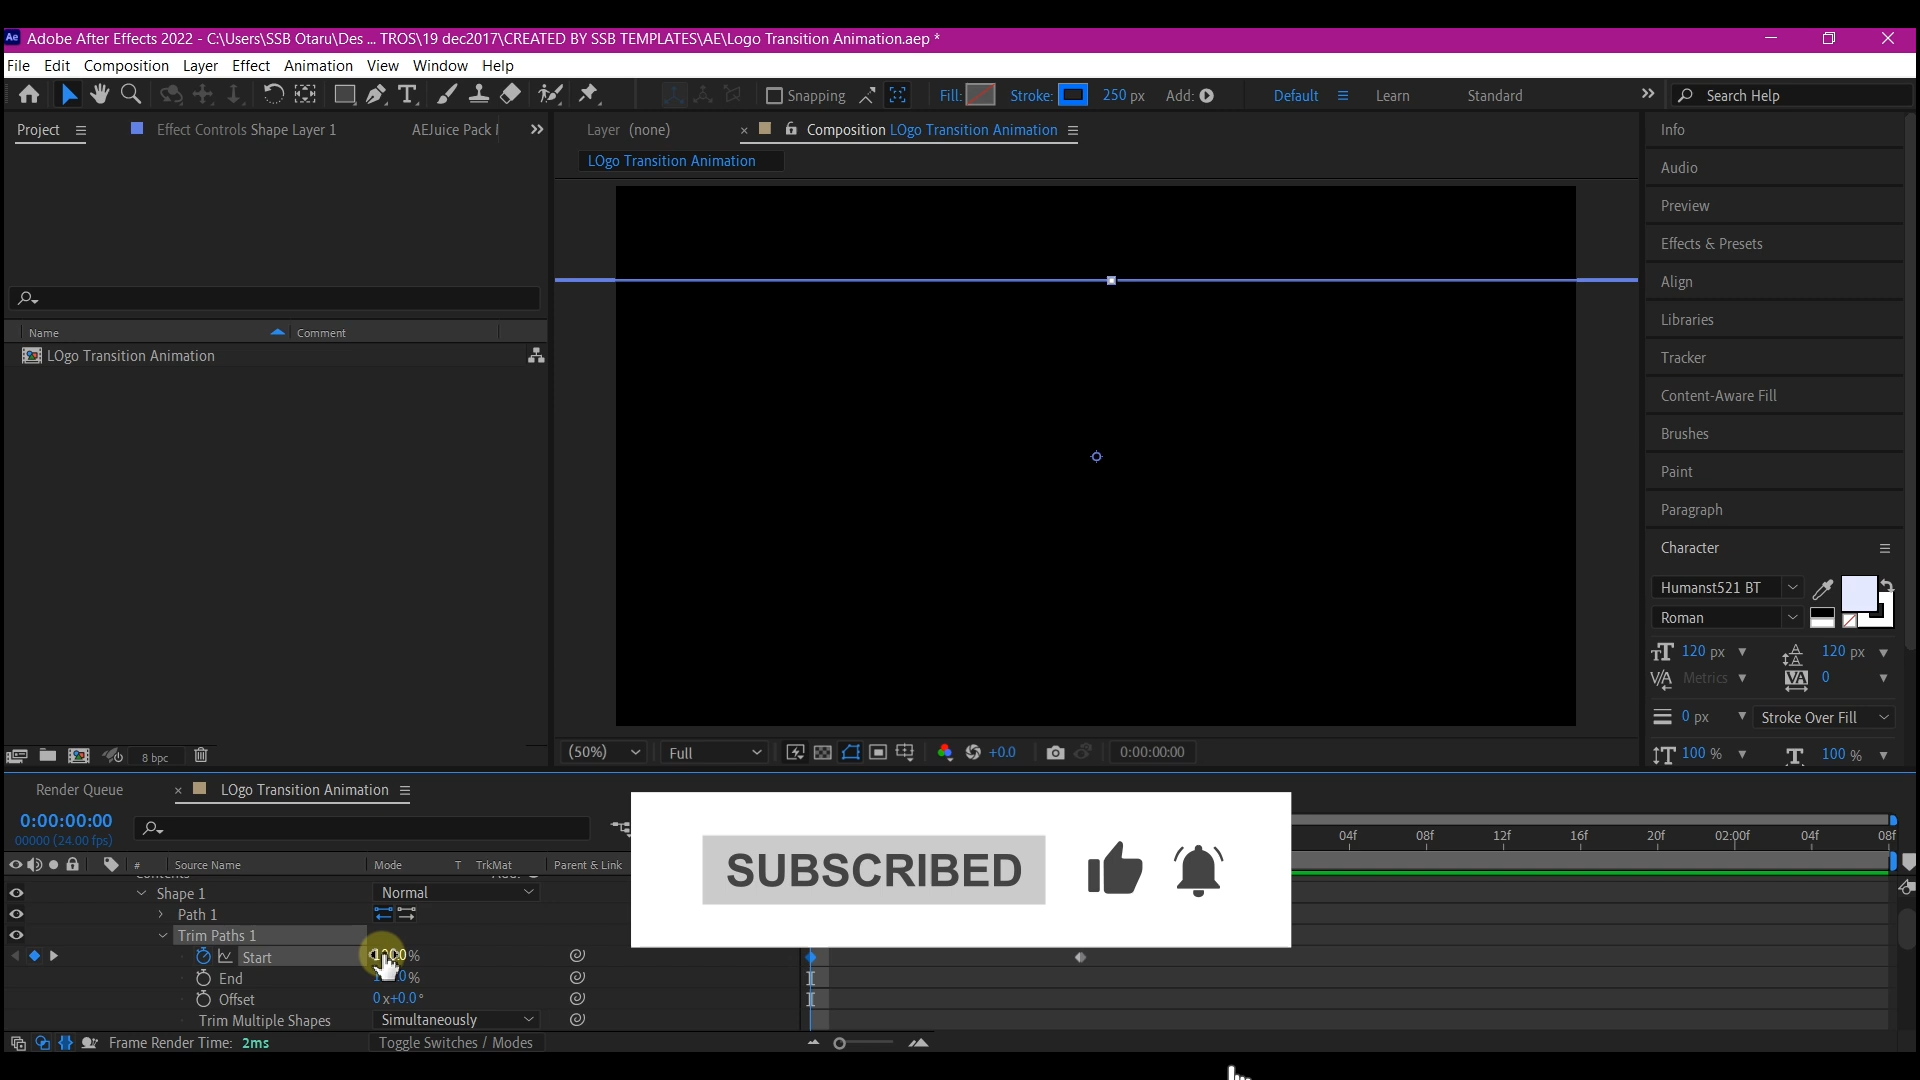 Ae Adobe After Effects 2022 - C:\Users\SSB Otaru\Des ... TROS\19 dec2017\CREATED BY SSB TEMPLATES\AE\Logo Transition Animation.aep *
File Edit Composition Layer Effect Animation View Window Help
Snapping Fill: Stroke: 250 px Add: Default Learn Standard Search Help
Project Effect Controls Shape Layer 1 AEJuice Pack Layer (none) Composition LOgo Transition Animation
LOgo Transition Animation
Name Comment
LOgo Transition Animation
8 bpc
(50%) Full +0.0 0:00:00:00
Info
Audio
Preview
Effects & Presets
Align
Libraries
Tracker
Content-Aware Fill
Brushes
Paint
Paragraph
Character
Humanst521 BT
Roman
120 px 120 px
Metrics 0
0 px Stroke Over Fill
100 % 100 %
Render Queue LOgo Transition Animation
0:00:00:00
00000 (24.00 fps)
04f 08f 12f 16f 20f 02:00f 04f 08f
# Source Name Mode T TrkMat Parent & Link
SUBSCRIBED
Shape 1 Normal
Path 1
Trim Paths 1
Start 100.0%
End
Offset 0x+0.0°
Trim Multiple Shapes Simultaneously
Frame Render Time: 2ms Toggle Switches / Modes